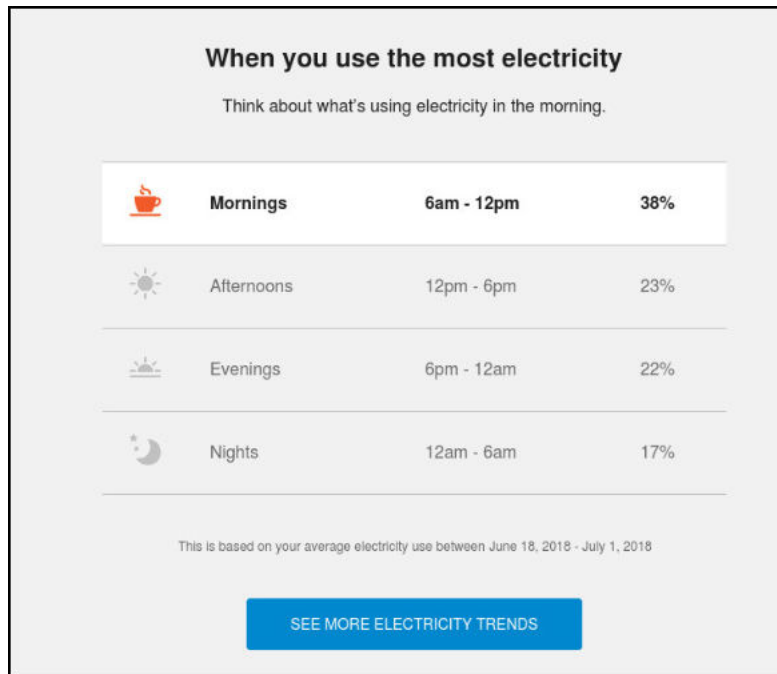 When you use the most electricity
Think about what's using electricity in the morning.
Mornings 6am - 12pm 38%
Afternoons 12pm - 6pm 23%
Evenings 6pm - 12am 22%
Nights 12am - 6am 17%
This is based on your average electricity use between June 18, 2018 - July 1, 2018
SEE MORE ELECTRICITY TRENDS